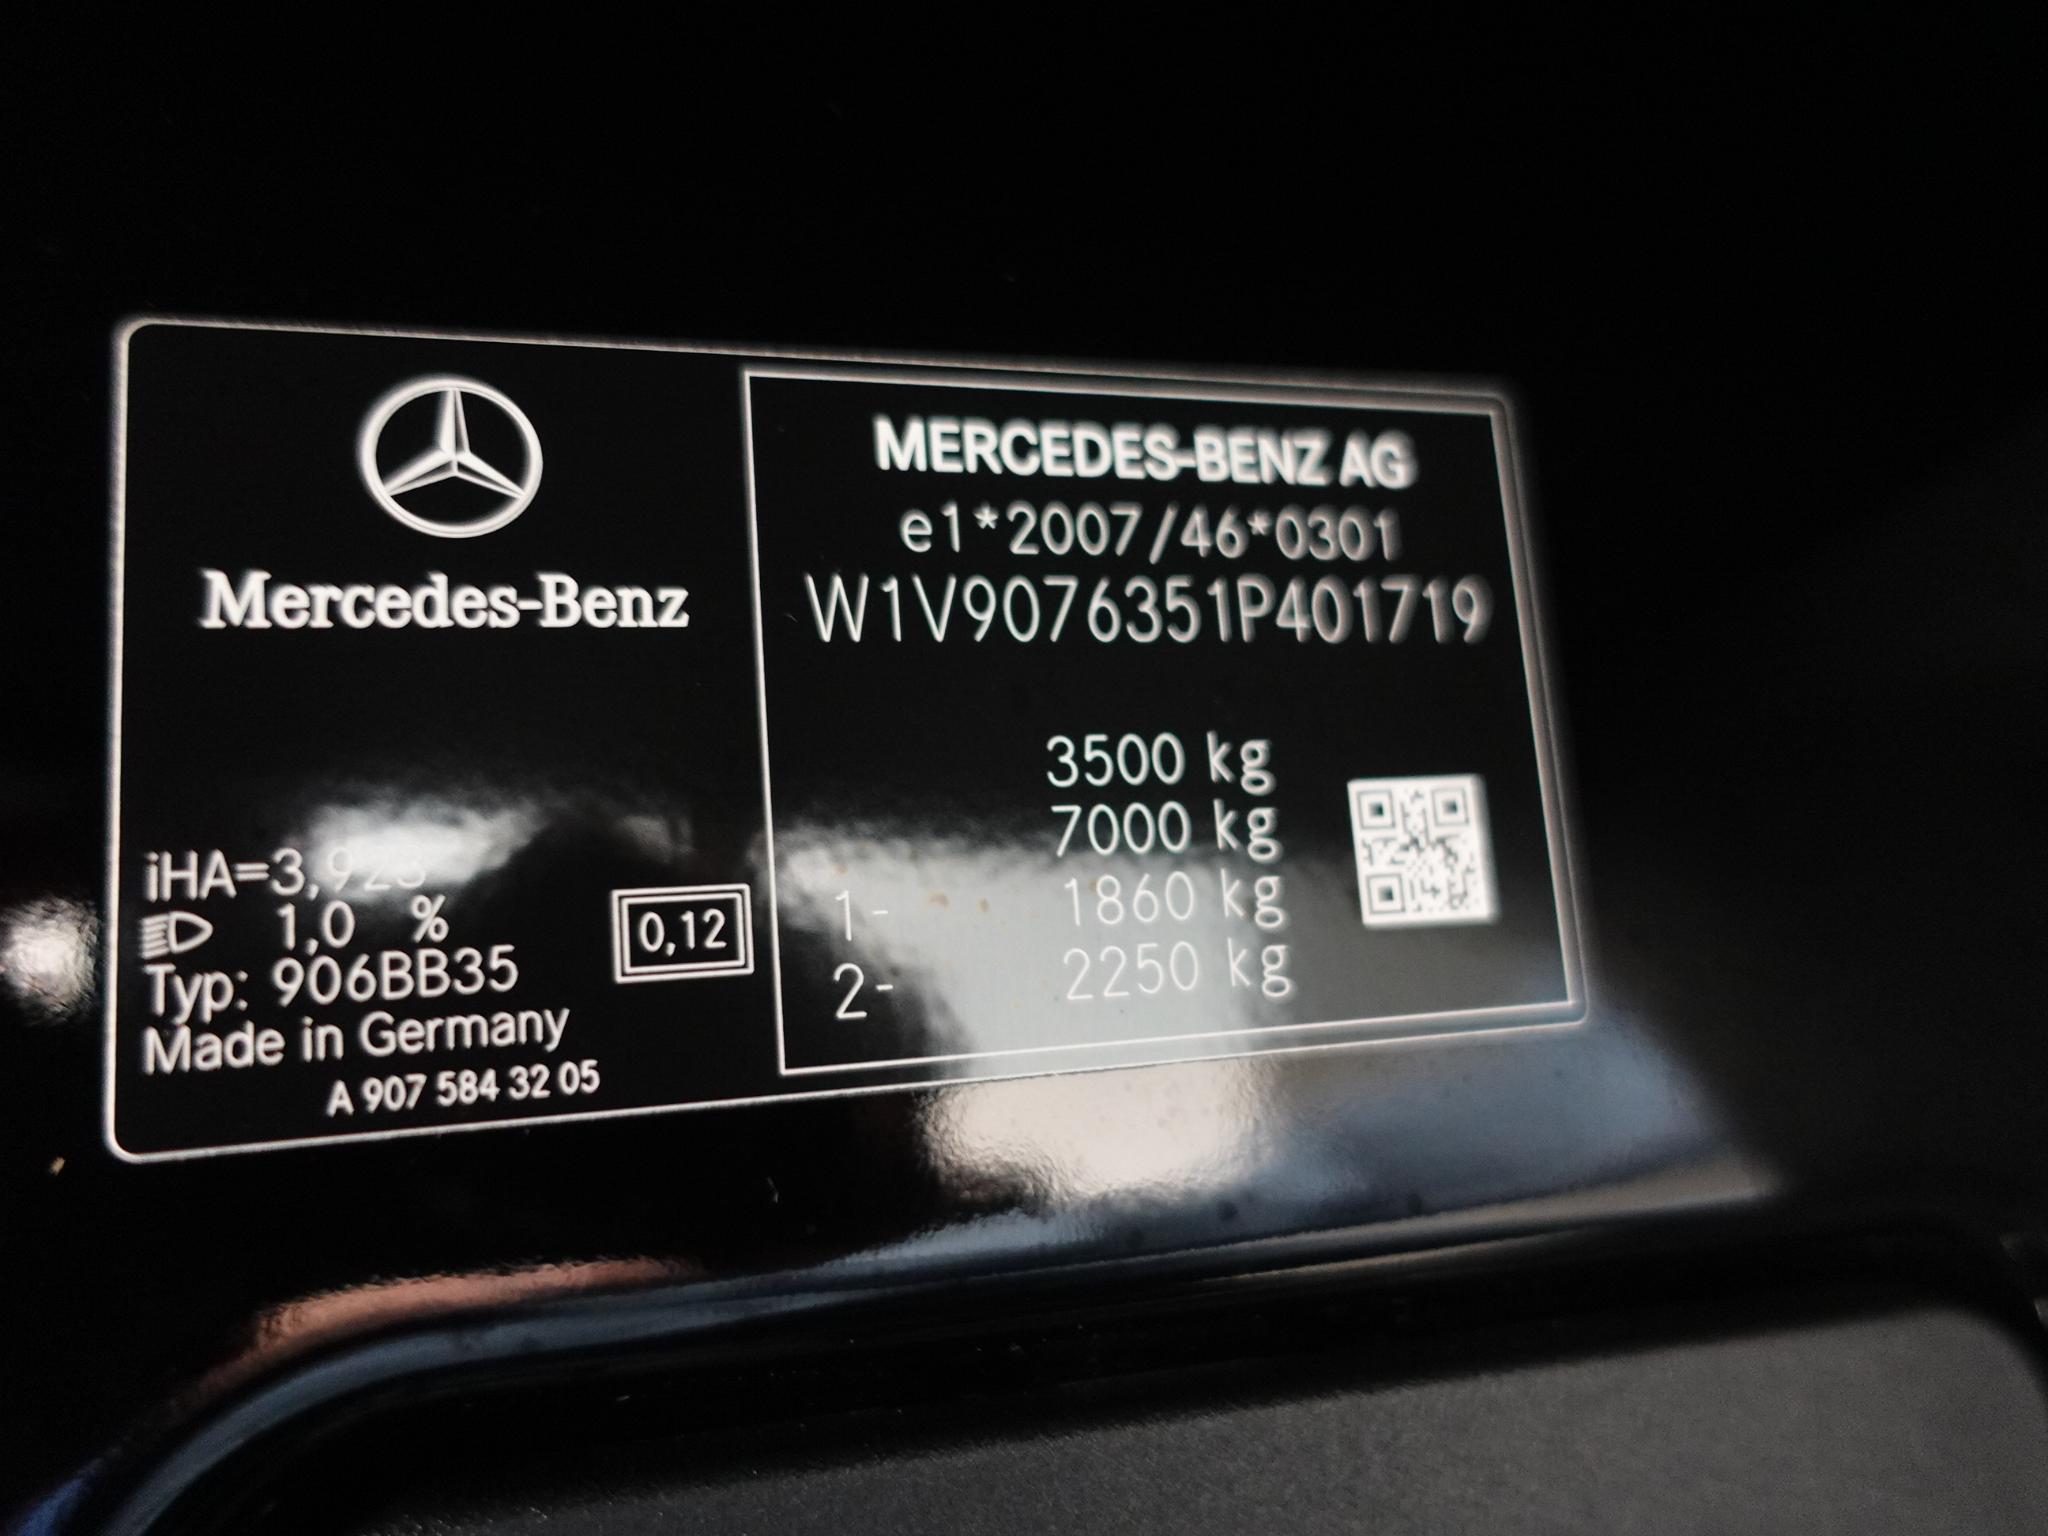 Mercedes-Benz
iHA=3,923
1,0 %
Typ: 906BB35
Made in Germany
A 907 584 32 05
0,12
MERCEDES-BENZ AG
e1*2007/46*0301
W1V9076351P401719
3500 kg
7000 kg
1- 1860 kg
2- 2250 kg